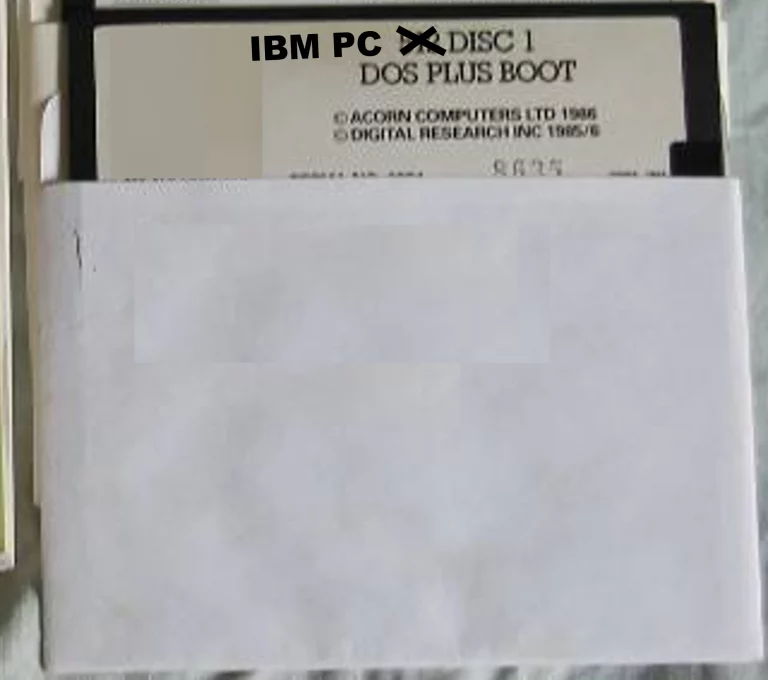 IBM PC DISC 1
DOS PLUS BOOT
© ACORN COMPUTERS LTD 1986
© DIGITAL RESEARCH INC 1985/6